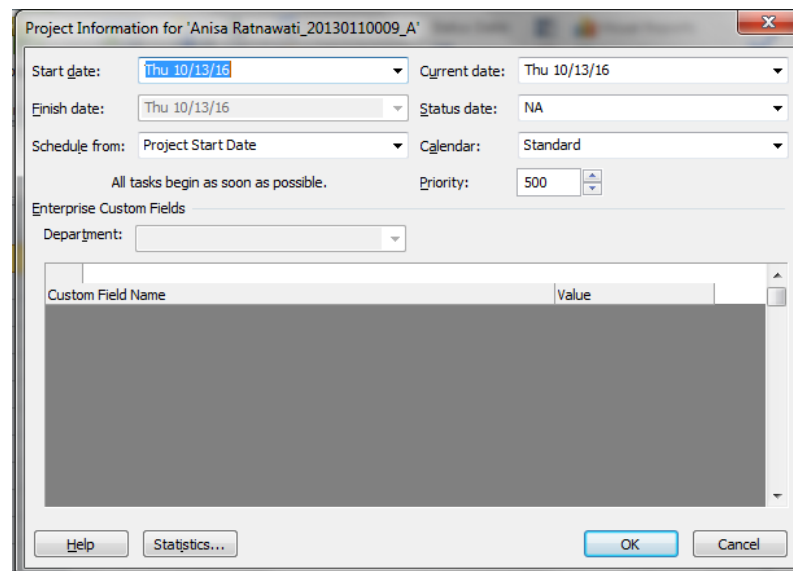 Project Information for 'Anisa Ratnawati_20130110009_A'
Start date: Thu 10/13/16 Current date: Thu 10/13/16
Finish date: Thu 10/13/16 Status date: NA
Schedule from: Project Start Date Calendar: Standard
All tasks begin as soon as possible. Priority: 500
Enterprise Custom Fields
Department:
Custom Field Name Value
Help Statistics... OK Cancel